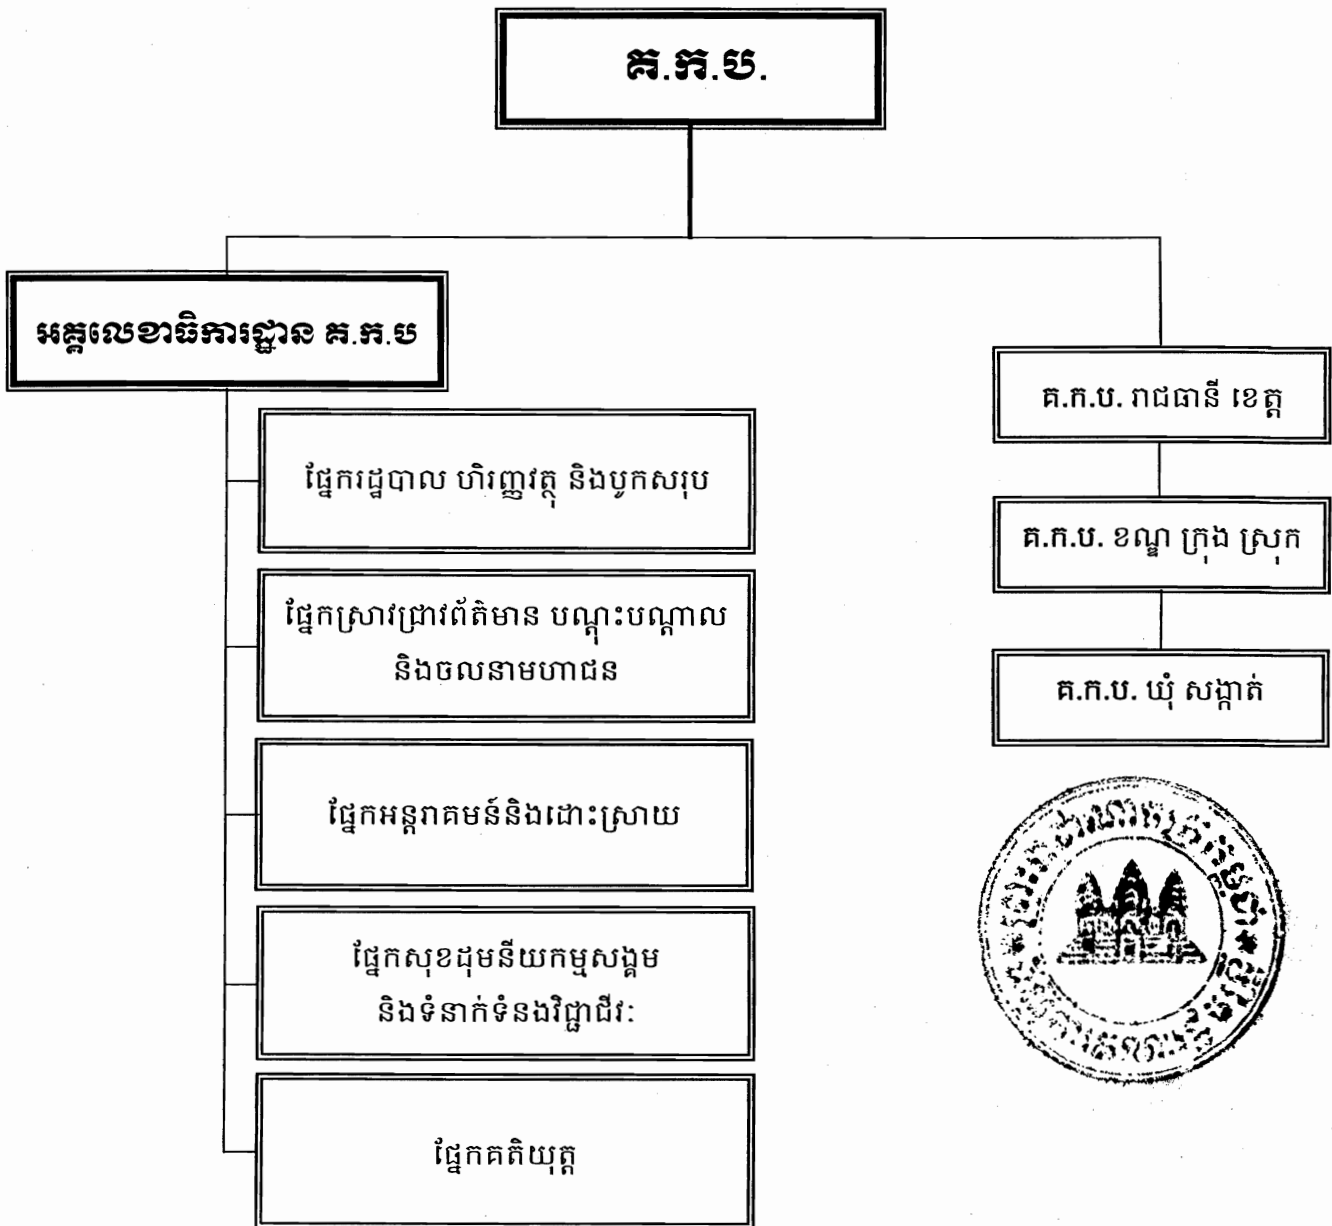 គ.ក.ប.
អគ្គលេខាធិការដ្ឋាន គ.ក.ប
ផ្នែករដ្ឋបាល ហិរញ្ញវត្ថុ និងបូកសរុប
ផ្នែកស្រាវជ្រាវព័ត៌មាន បណ្តុះបណ្តាល
និងចលនាមហាជន
ផ្នែកអន្តរាគមន៍និងដោះស្រាយ
ផ្នែកសុខដុមនីយកម្មសង្គម
និងទំនាក់ទំនងវិជ្ជាជីវៈ
ផ្នែកគតិយុត្ត
គ.ក.ប. រាជធានី ខេត្ត
គ.ក.ប. ខណ្ឌ ក្រុង ស្រុក
គ.ក.ប. ឃុំ សង្កាត់